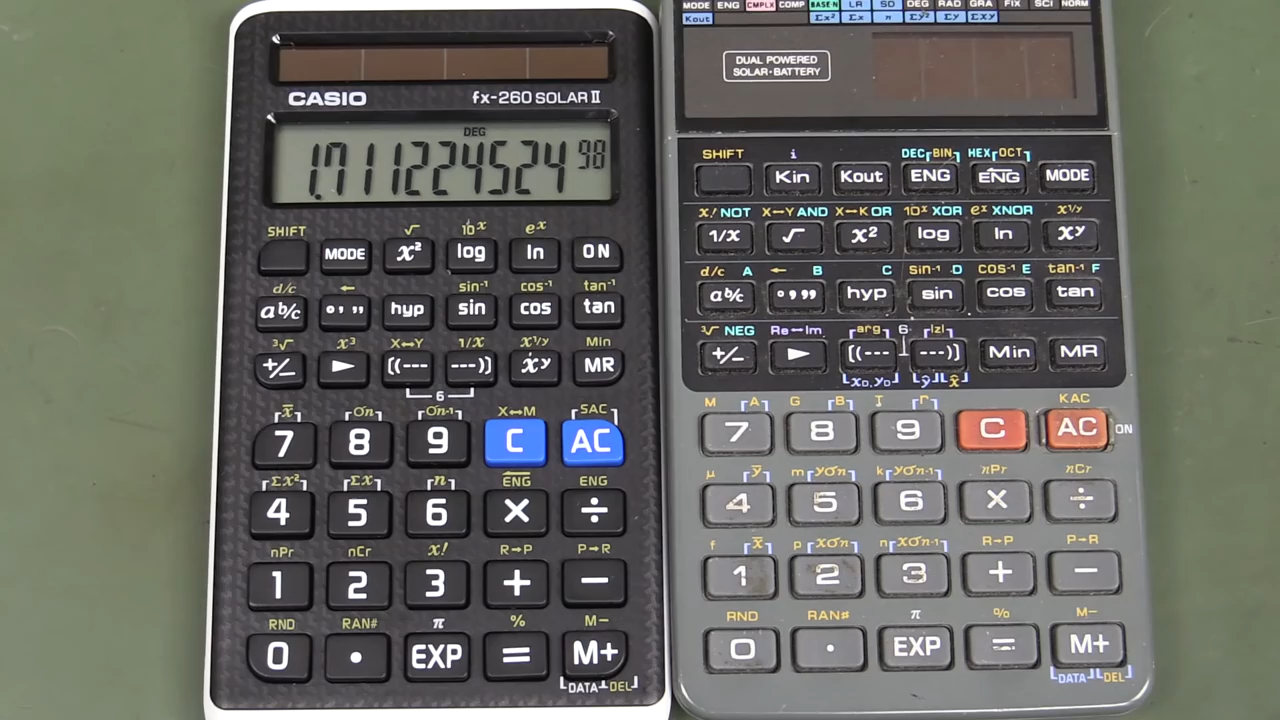 CASIO
fx-260 SOLAR II
DEG
1.711224524 98
SHIFT 10ˣ eˣ
MODE x² log ln ON
d/c sin⁻¹ cos⁻¹ tan⁻¹
a b/c °’” hyp sin cos tan
³√ x³ X↔Y 1/x x^1/y Min
+/− ▶ [(--- ---)] xʸ MR
6
x̄ σn σn-1 X↔M SAC
7 8 9 C AC
Σx² Σx n ENG ENG
4 5 6 × ÷
nPr nCr x! R→P P→R
1 2 3 + −
RND RAN# π % M−
0 · EXP = M+
DATA DEL
MODE ENG CMPLX COMP BASE-N LR SD DEG RAD GRA FIX SCI NORM
Kout Σx² Σx n Σy² Σy Σxy
DUAL POWERED
SOLAR·BATTERY
SHIFT i DEC BIN HEX OCT
Kin Kout ENG ENG MODE
x! NOT X↔Y AND X↔K OR 10ˣ XOR eˣ XNOR x^1/y
1/x √ x² log ln xʸ
d/c A ← B C sin⁻¹ D cos⁻¹ E tan⁻¹ F
a b/c °’” hyp sin cos tan
³√ NEG Re↔Im arg 6 |z|
+/− ▶ [(--- ---)] Min MR
xD, yD ŷ x̂
M A G B T r KAC
7 8 9 C AC ON
μ ȳ m yσn k yσn-1 nPr nCr
4 5 6 × ÷
f x̄ p xσn n xσn-1 R→P P→R
1 2 3 + −
RND RAN# π % M−
0 · EXP = M+
DATA DEL